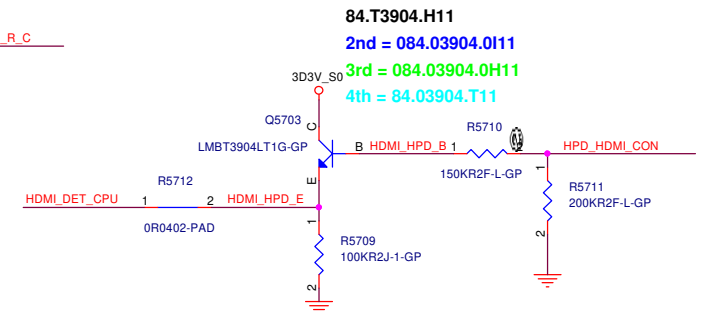 84.T3904.H11
_R_C
2nd = 084.03904.0I11
3rd = 084.03904.0H11
3D3V_S0
4th = 84.03904.T11
Q5703
C
R5710
LMBT3904LT1G-GP
B
HDMI_HPD_B
1
HPD_HDMI_CON
150KR2F-L-GP
1
R5711
200KR2F-L-GP
2
E
R5712
HDMI_DET_CPU
1
2
HDMI_HPD_E
0R0402-PAD
1
R5709
100KR2J-1-GP
2